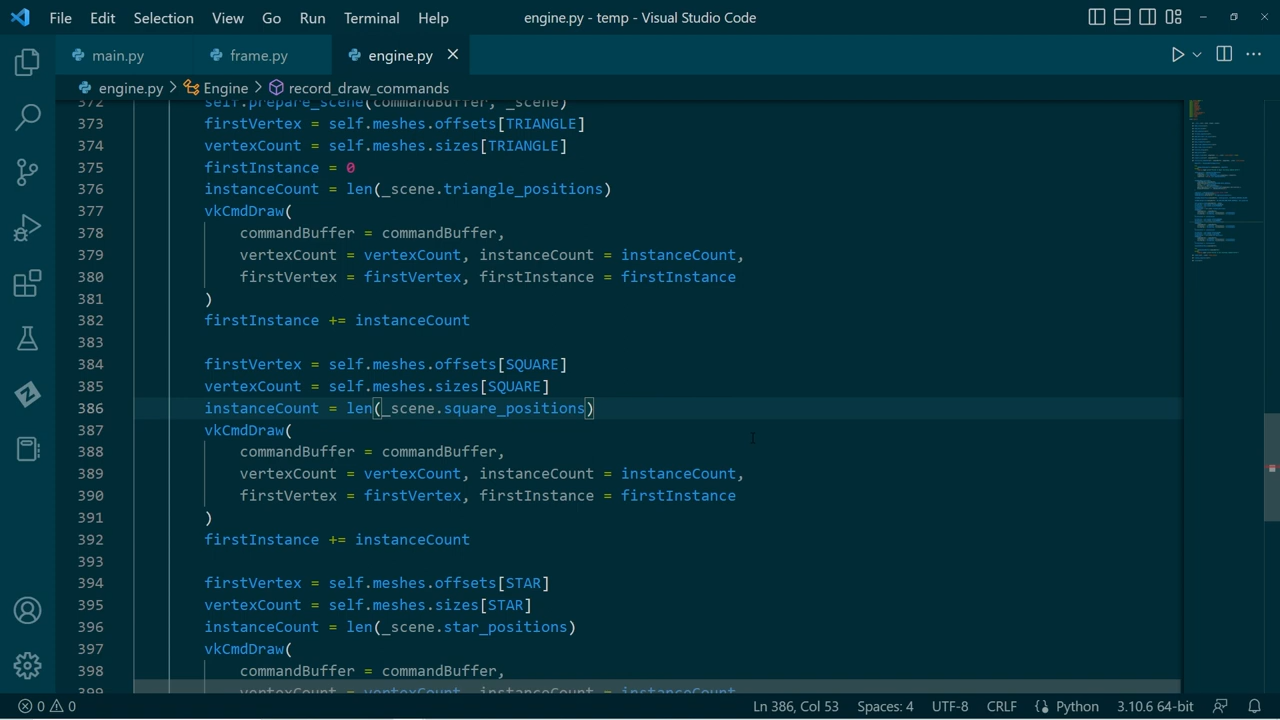 File Edit Selection View Go Run Terminal Help engine.py - temp - Visual Studio Code
main.py frame.py engine.py
engine.py > Engine > record_draw_commands
372 self.prepare_scene(commandBuffer, _scene)
373 firstVertex = self.meshes.offsets[TRIANGLE]
374 vertexCount = self.meshes.sizes[TRIANGLE]
375 firstInstance = 0
376 instanceCount = len(_scene.triangle_positions)
377 vkCmdDraw(
378 commandBuffer = commandBuffer,
379 vertexCount = vertexCount, instanceCount = instanceCount,
380 firstVertex = firstVertex, firstInstance = firstInstance
381 )
382 firstInstance += instanceCount
383
384 firstVertex = self.meshes.offsets[SQUARE]
385 vertexCount = self.meshes.sizes[SQUARE]
386 instanceCount = len(_scene.square_positions)
387 vkCmdDraw(
388 commandBuffer = commandBuffer,
389 vertexCount = vertexCount, instanceCount = instanceCount,
390 firstVertex = firstVertex, firstInstance = firstInstance
391 )
392 firstInstance += instanceCount
393
394 firstVertex = self.meshes.offsets[STAR]
395 vertexCount = self.meshes.sizes[STAR]
396 instanceCount = len(_scene.star_positions)
397 vkCmdDraw(
398 commandBuffer = commandBuffer,
399 vertexCount = vertexCount, instanceCount = instanceCount
0 0 Ln 386, Col 53 Spaces: 4 UTF-8 CRLF Python 3.10.6 64-bit